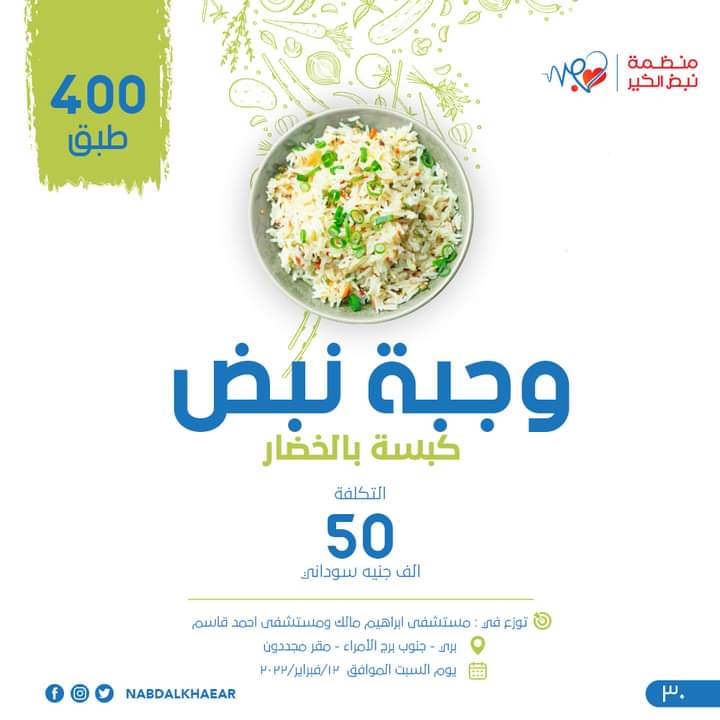 منظمة
نبض الخير
400
طبق
وجبة نبض
كبسة بالخضار
التكلفة
50
الف جنيه سوداني
توزع في : مستشفى ابراهيم مالك ومستشفى احمد قاسم
بري - جنوب برج الأمراء - مقر مجددون
يوم السبت الموافق ١٢/فبراير/٢٠٢٢
NABDALKHAEAR
٣٠